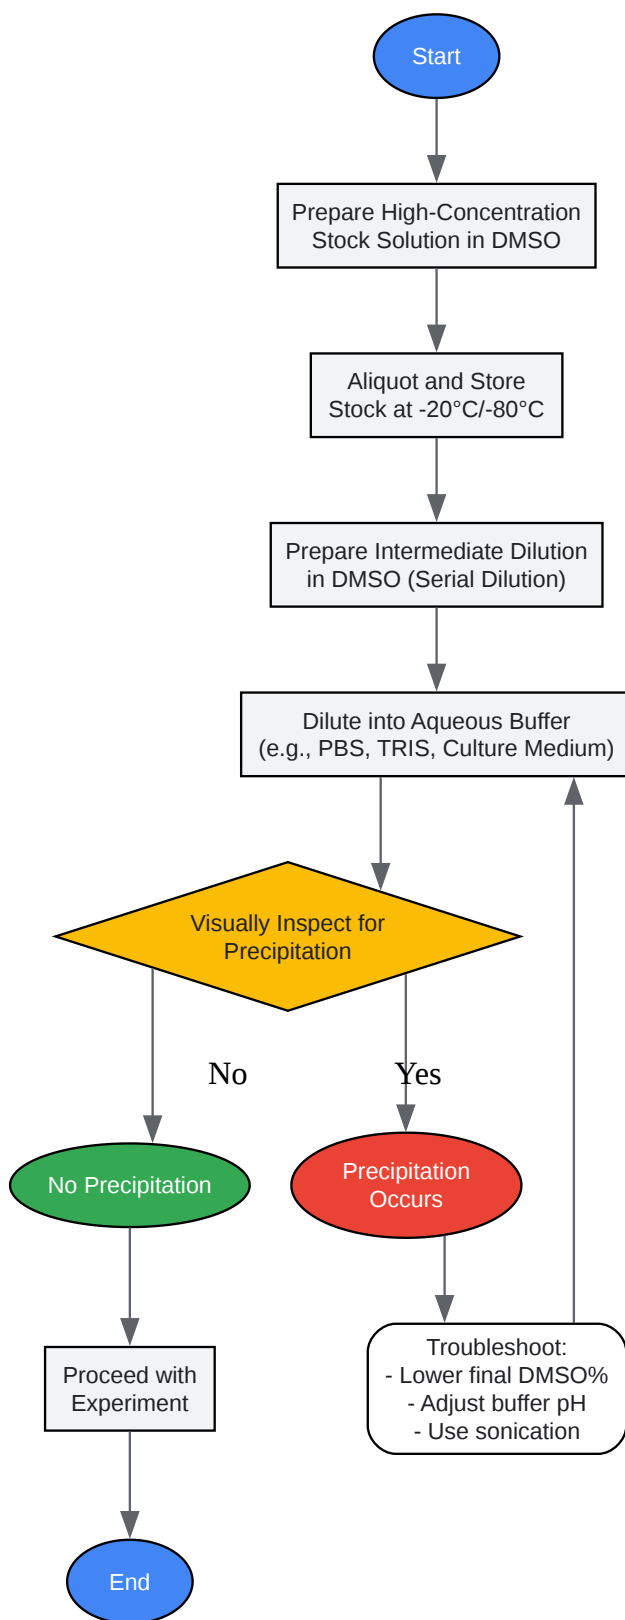 Start
Prepare High-Concentration
Stock Solution in DMSO
Aliquot and Store
Stock at -20°C/-80°C
Prepare Intermediate Dilution
in DMSO (Serial Dilution)
Dilute into Aqueous Buffer
(e.g., PBS, TRIS, Culture Medium)
Visually Inspect for
Precipitation
No
Yes
No Precipitation
Precipitation
Occurs
Proceed with
Experiment
Troubleshoot:
- Lower final DMSO%
- Adjust buffer pH
- Use sonication
End